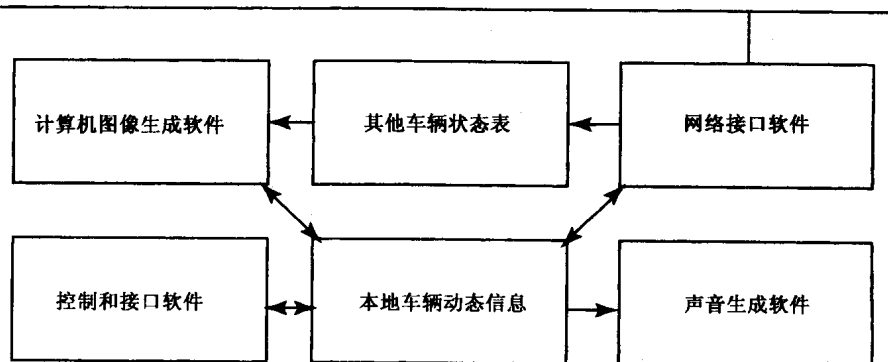 计算机图像生成软件
其他车辆状态表
网络接口软件
控制和接口软件
本地车辆动态信息
声音生成软件